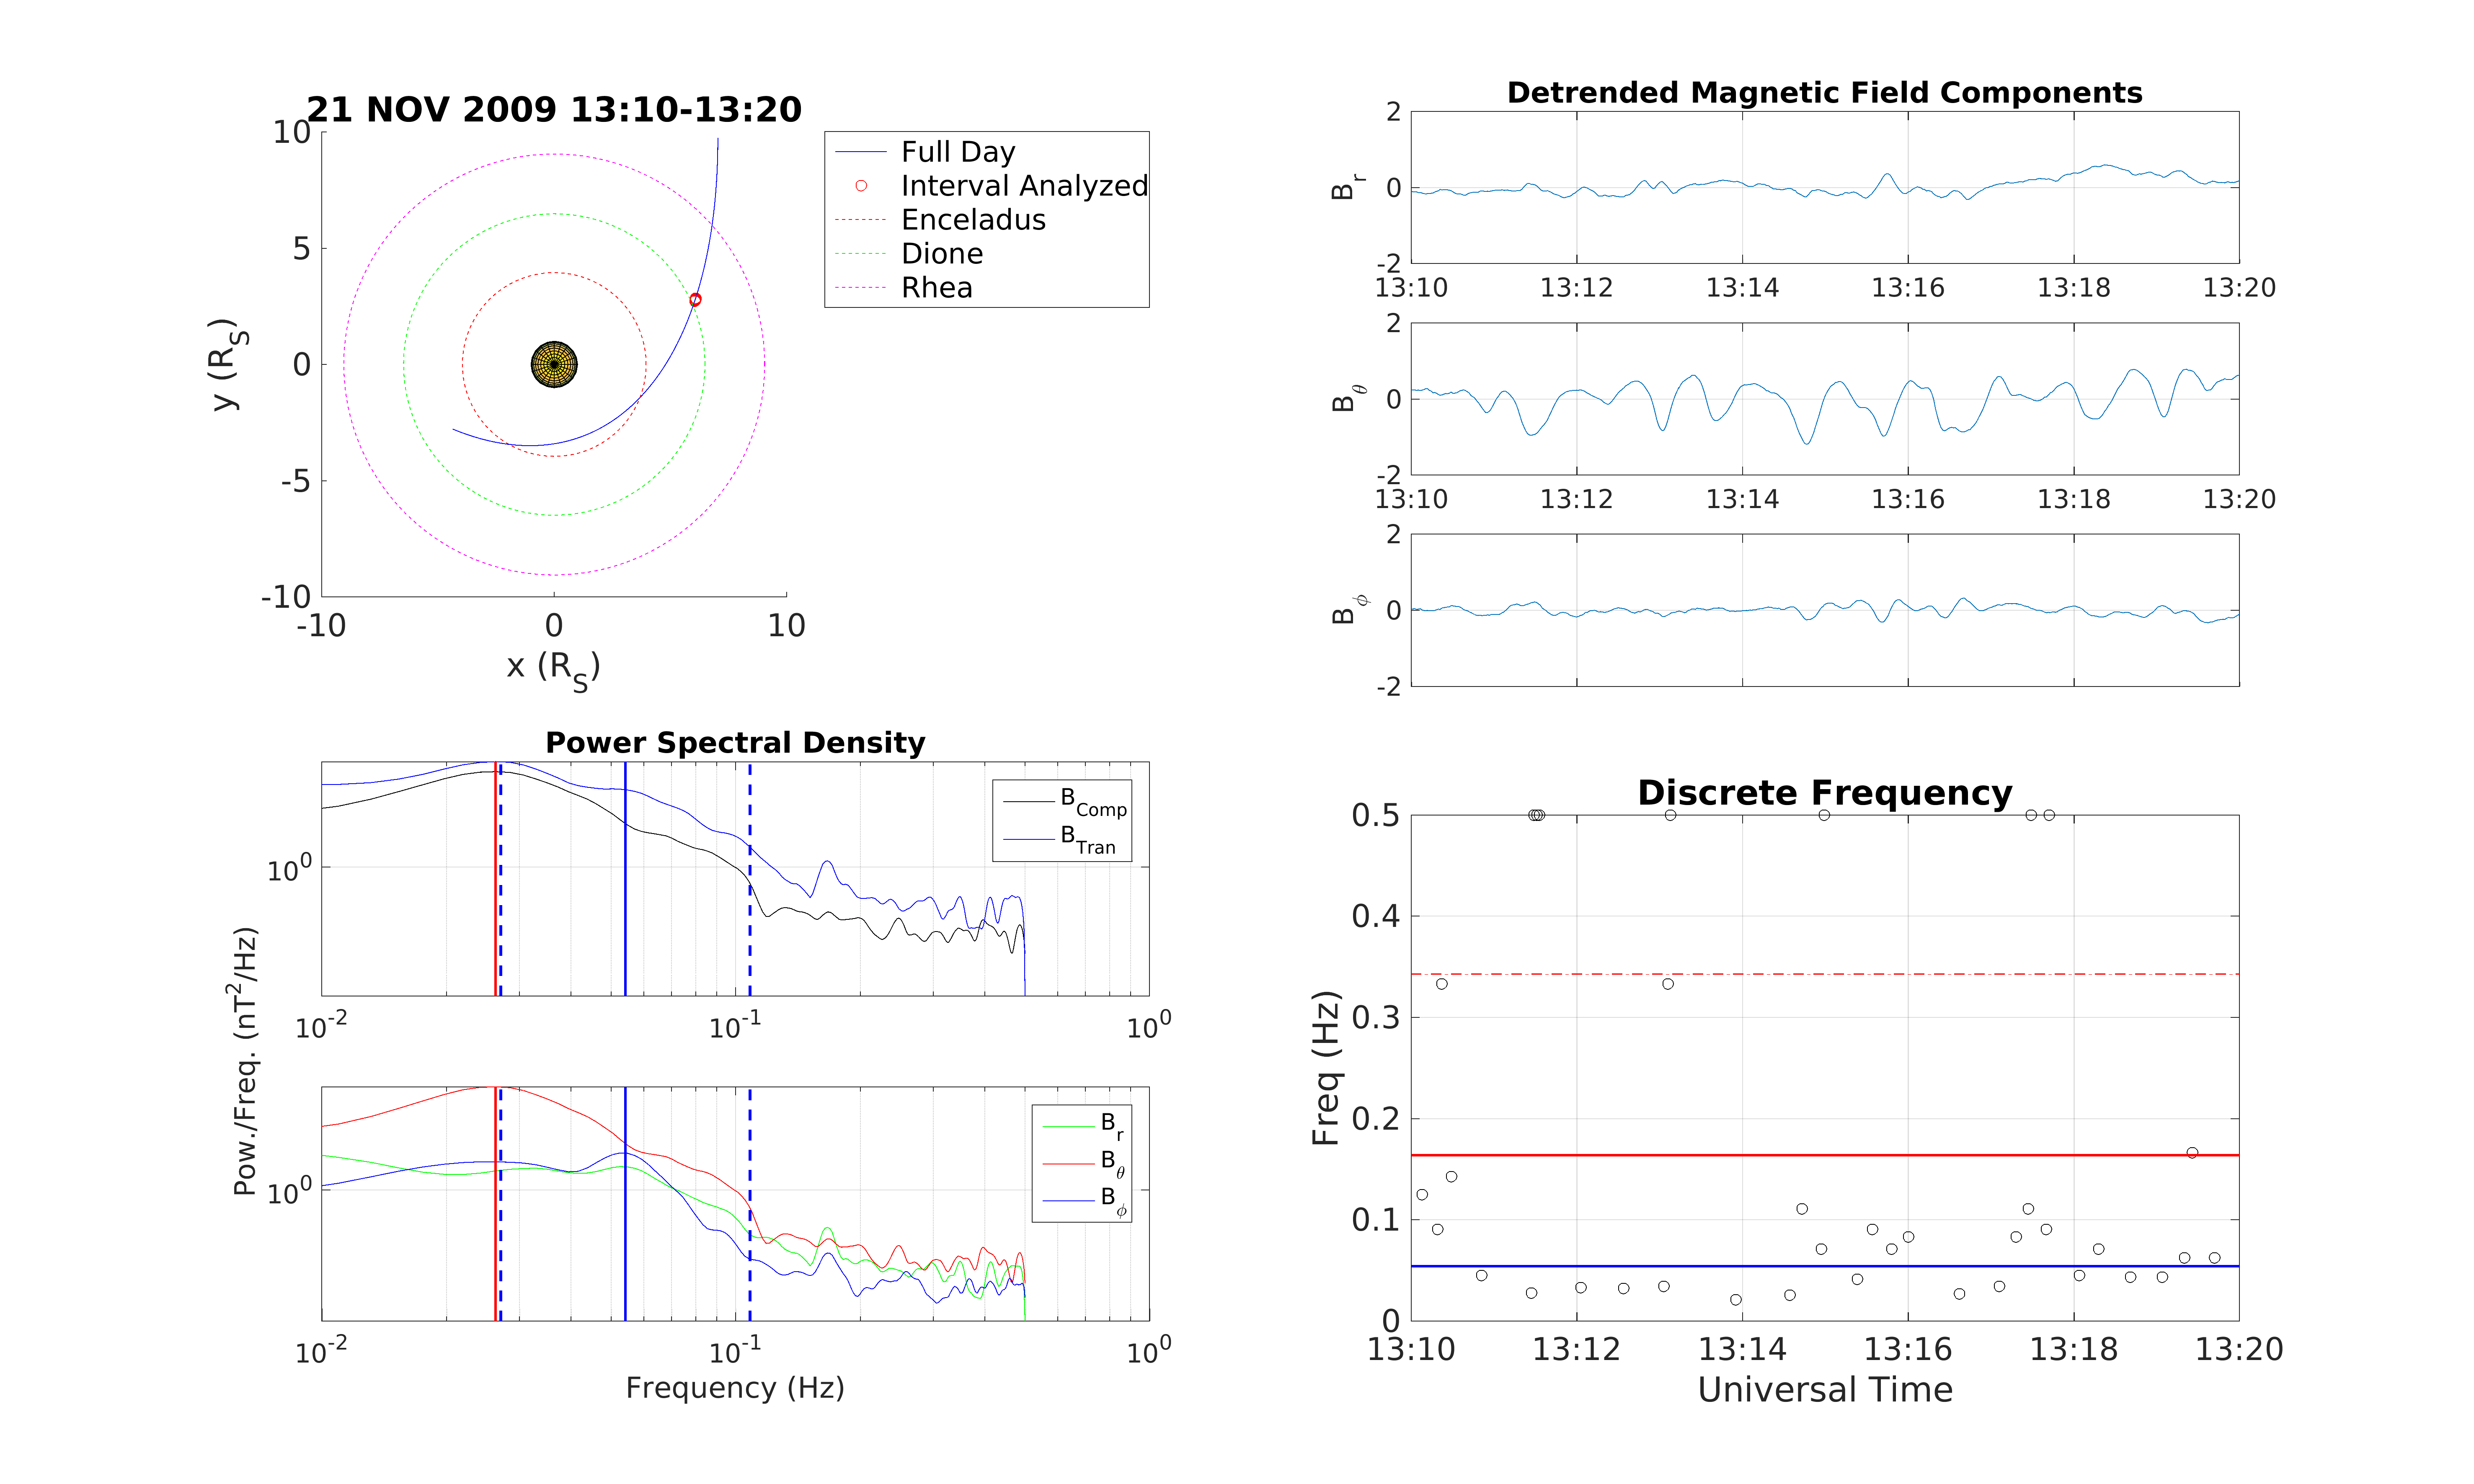 21 NOV 2009 13:10-13:20
10
5
0
-5
-10
-10
0
10
y (R_S)
x (R_S)
Full Day
Interval Analyzed
Enceladus
Dione
Rhea
Detrended Magnetic Field Components
2
0
-2
B_r
13:10
13:12
13:14
13:16
13:18
13:20
2
0
-2
B_θ
13:10
13:12
13:14
13:16
13:18
13:20
2
0
-2
B_ϕ
Power Spectral Density
B_Comp
B_Tran
10^0
10^-2
10^-1
10^0
Pow./Freq. (nT^2/Hz)
B_r
B_θ
B_ϕ
10^0
10^-2
10^-1
10^0
Frequency (Hz)
Discrete Frequency
0.5
0.4
0.3
0.2
0.1
0
Freq (Hz)
13:10
13:12
13:14
13:16
13:18
13:20
Universal Time